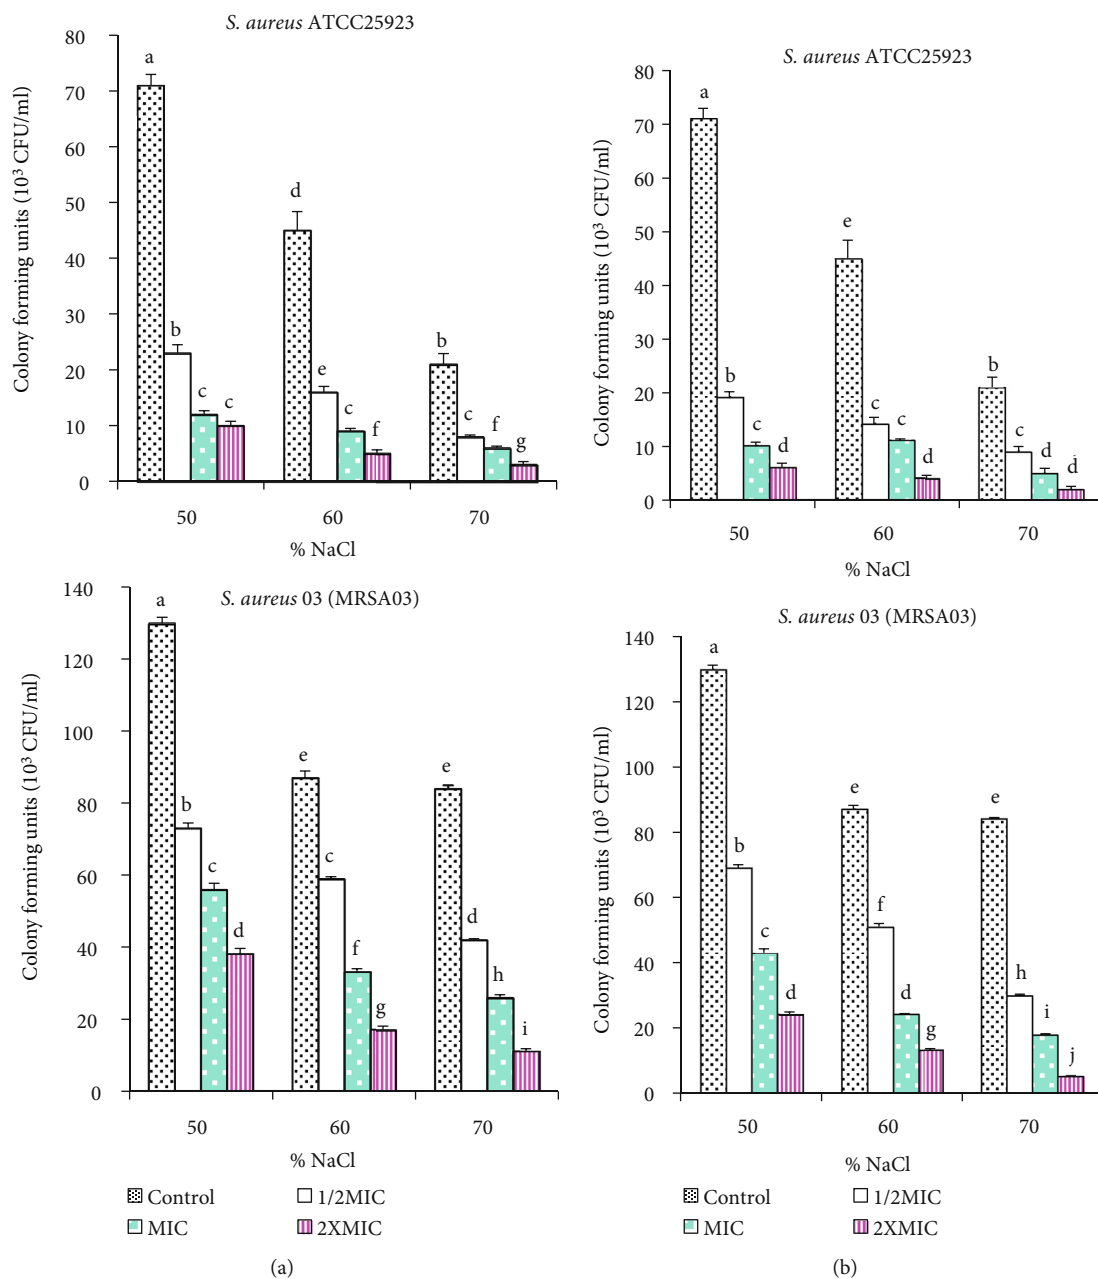 S. aureus ATCC25923
Colony forming units (10³ CFU/ml)
80
70
60
50
40
30
20
10
0
a
b
c
c
d
e
c
f
b
c
f
g
50
60
70
% NaCl
S. aureus ATCC25923
Colony forming units (10³ CFU/ml)
80
70
60
50
40
30
20
10
0
a
b
c
d
e
c
c
d
b
c
d
d
50
60
70
% NaCl
S. aureus 03 (MRSA03)
Colony forming units (10³ CFU/ml)
140
120
100
80
60
40
20
0
a
b
c
d
e
c
f
g
e
d
h
i
50
60
70
% NaCl
Control
1/2MIC
MIC
2XMIC
(a)
S. aureus 03 (MRSA03)
Colony forming units (10³ CFU/ml)
140
120
100
80
60
40
20
0
a
b
c
d
e
f
d
g
e
h
i
j
50
60
70
% NaCl
Control
1/2MIC
MIC
2XMIC
(b)